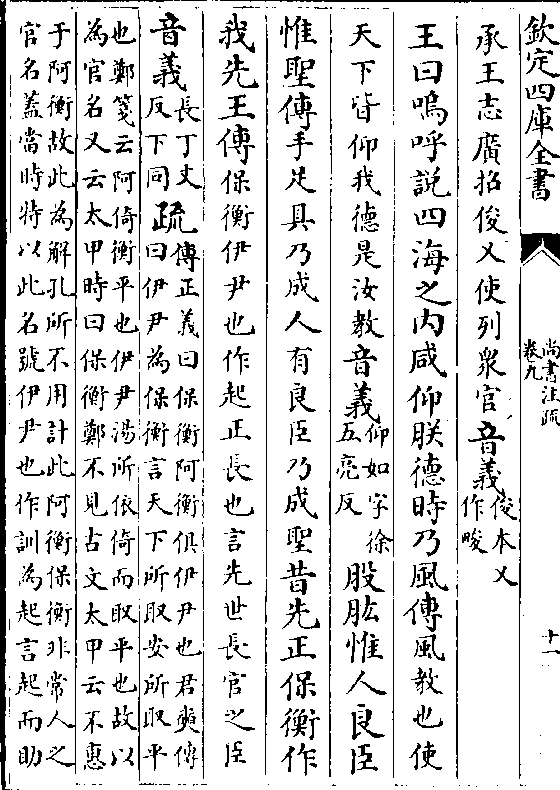 欽定四庫全書
尚書注疏
卷九
十一
承王志廣招俊乂使列衆官音義俊本又
作畯
王曰嗚呼說四海之内咸仰朕德時乃風傳風教也使
天下皆仰我德是汝教音義仰如字徐
五亮反
股肱惟人良臣
惟聖傳手足具乃成人有良臣乃成聖昔先正保衡作
我先王傳保衡伊尹也作起正長也言先世長官之臣
音義長丁丈
反下同
疏傳正義曰保衡阿衡俱伊尹也君奭傳
曰伊尹為保衡言天下所取安所取平
也鄭箋云阿倚衡平也伊尹湯所依倚而取平也故以
為官名又云太甲時曰保衡鄭不見古文太甲云不惠
于阿衡故此為解孔所不用計此阿衡保衡非常人之
官名蓋當時特以此名號伊尹也作訓為起言起而助